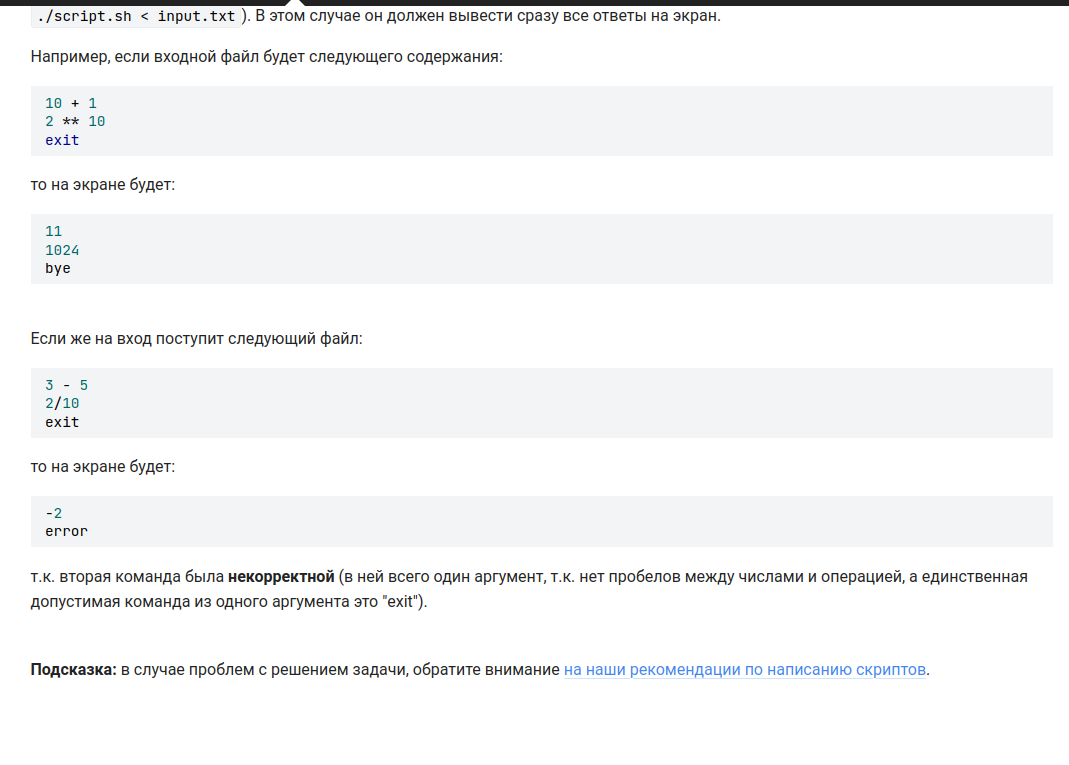 ./script.sh < input.txt ). В этом случае он должен вывести сразу все ответы на экран.
Например, если входной файл будет следующего содержания:
10 + 1
2 ** 10
exit
то на экране будет:
11
1024
bye
Если же на вход поступит следующий файл:
3 - 5
2/10
exit
то на экране будет:
-2
error
т.к. вторая команда была некорректной (в ней всего один аргумент, т.к. нет пробелов между числами и операцией, а единственная
допустимая команда из одного аргумента это "exit").
Подсказка: в случае проблем с решением задачи, обратите внимание на наши рекомендации по написанию скриптов.